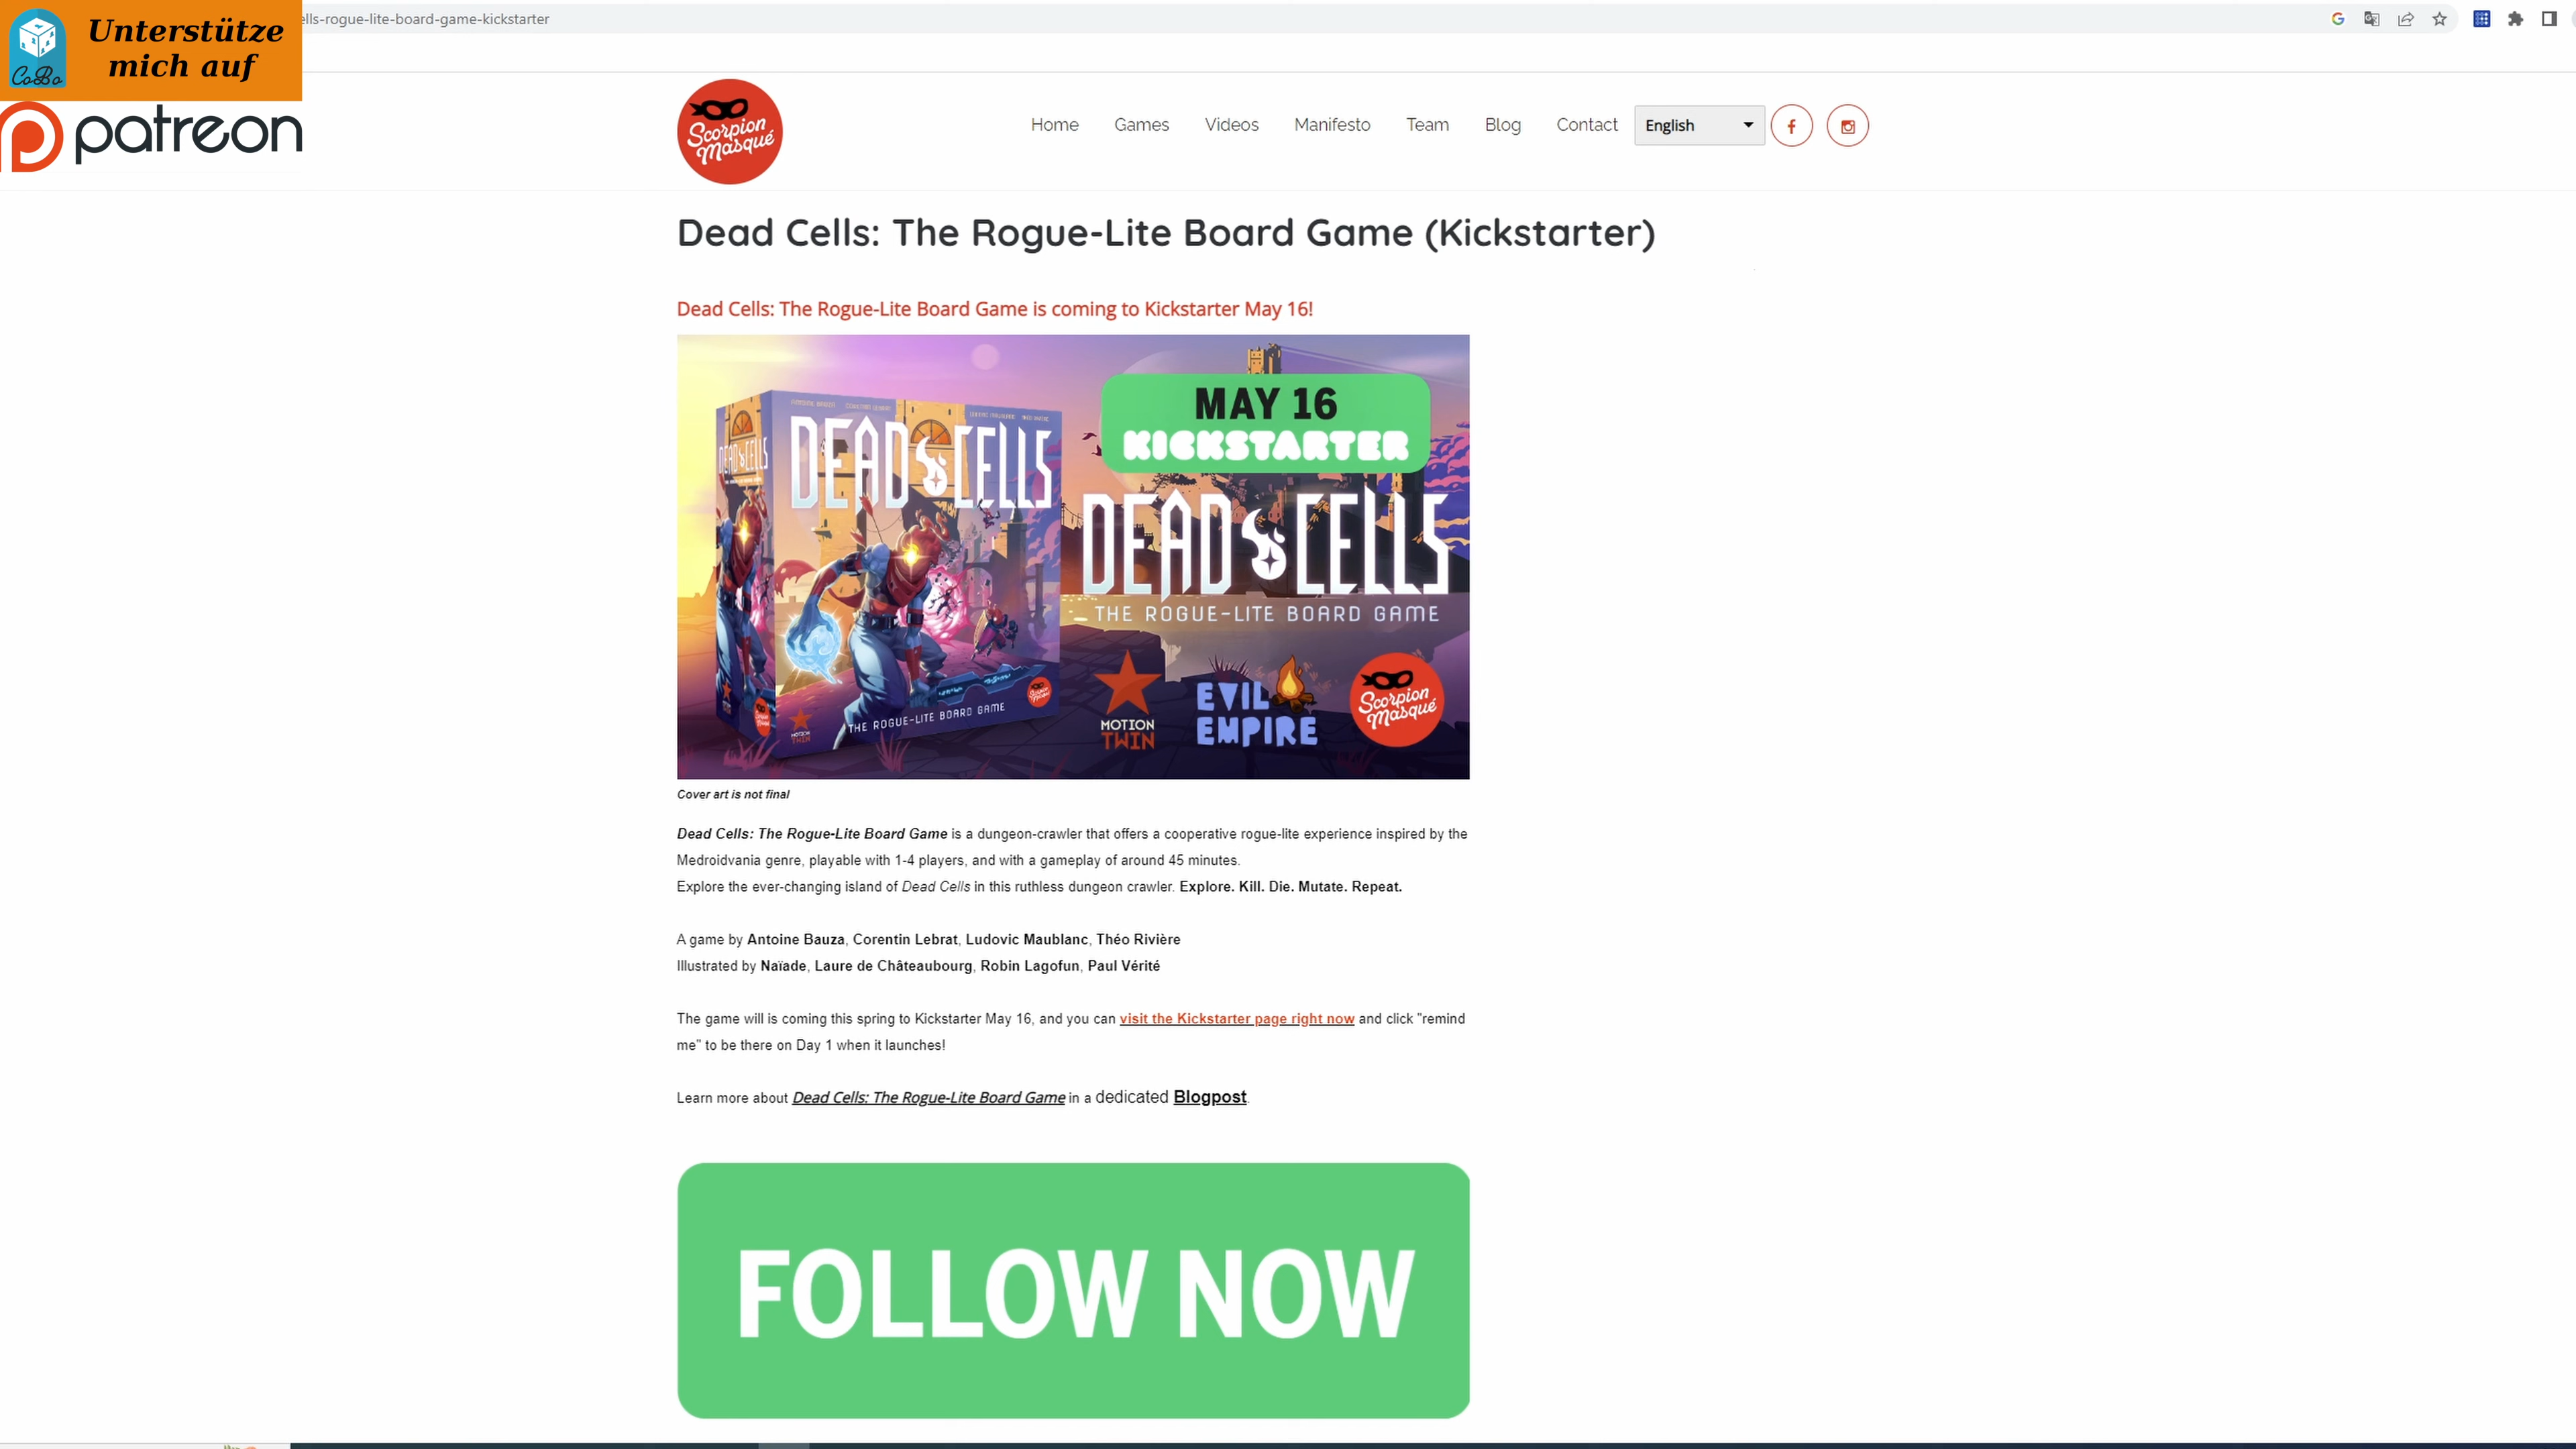 Unterstütze
mich auf
CoBo
patreon
ells-rogue-lite-board-game-kickstarter
Scorpion
Masqué
Home
Games
Videos
Manifesto
Team
Blog
Contact
English
Dead Cells: The Rogue-Lite Board Game (Kickstarter)
Dead Cells: The Rogue-Lite Board Game is coming to Kickstarter May 16!
DEAD CELLS
DEAD CELLS
THE ROGUE-LITE BOARD GAME
MOTION
TWIN
MAY 16
KICKSTARTER
DEAD CELLS
THE ROGUE-LITE BOARD GAME
MOTION
TWIN
EVIL
EMPIRE
Scorpion
Masqué
Cover art is not final
Dead Cells: The Rogue-Lite Board Game is a dungeon-crawler that offers a cooperative rogue-lite experience inspired by the
Medroidvania genre, playable with 1-4 players, and with a gameplay of around 45 minutes.
Explore the ever-changing island of Dead Cells in this ruthless dungeon crawler. Explore. Kill. Die. Mutate. Repeat.
A game by Antoine Bauza, Corentin Lebrat, Ludovic Maublanc, Théo Rivière
Illustrated by Naïade, Laure de Châteaubourg, Robin Lagofun, Paul Vérité
The game will is coming this spring to Kickstarter May 16, and you can visit the Kickstarter page right now and click "remind
me" to be there on Day 1 when it launches!
Learn more about Dead Cells: The Rogue-Lite Board Game in a dedicated Blogpost.
FOLLOW NOW